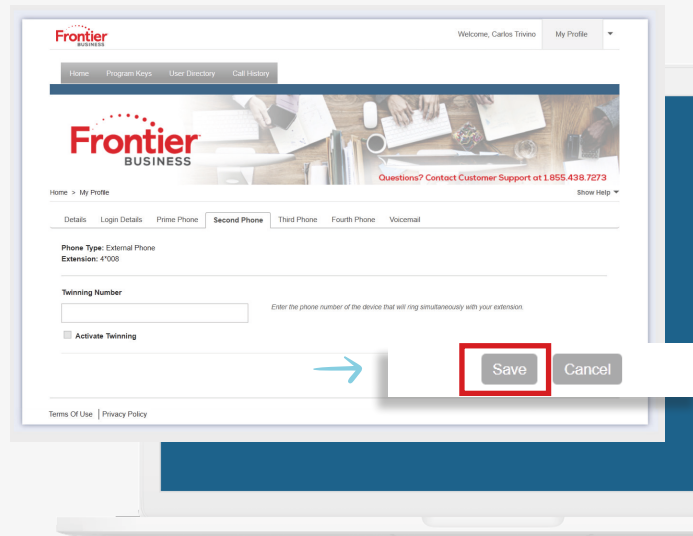 Frontier
BUSINESS
Welcome, Carlos Trivino
My Profile
Home
Program Keys
User Directory
Call History
Frontier
BUSINESS
Questions? Contact Customer Support at 1.855.438.7273
Home > My Profile
Show Help
Details
Login Details
Prime Phone
Second Phone
Third Phone
Fourth Phone
Voicemail
Phone Type: External Phone
Extension: 4*008
Twinning Number
Enter the phone number of the device that will ring simultaneously with your extension.
Activate Twinning
Save
Cancel
Terms Of Use | Privacy Policy